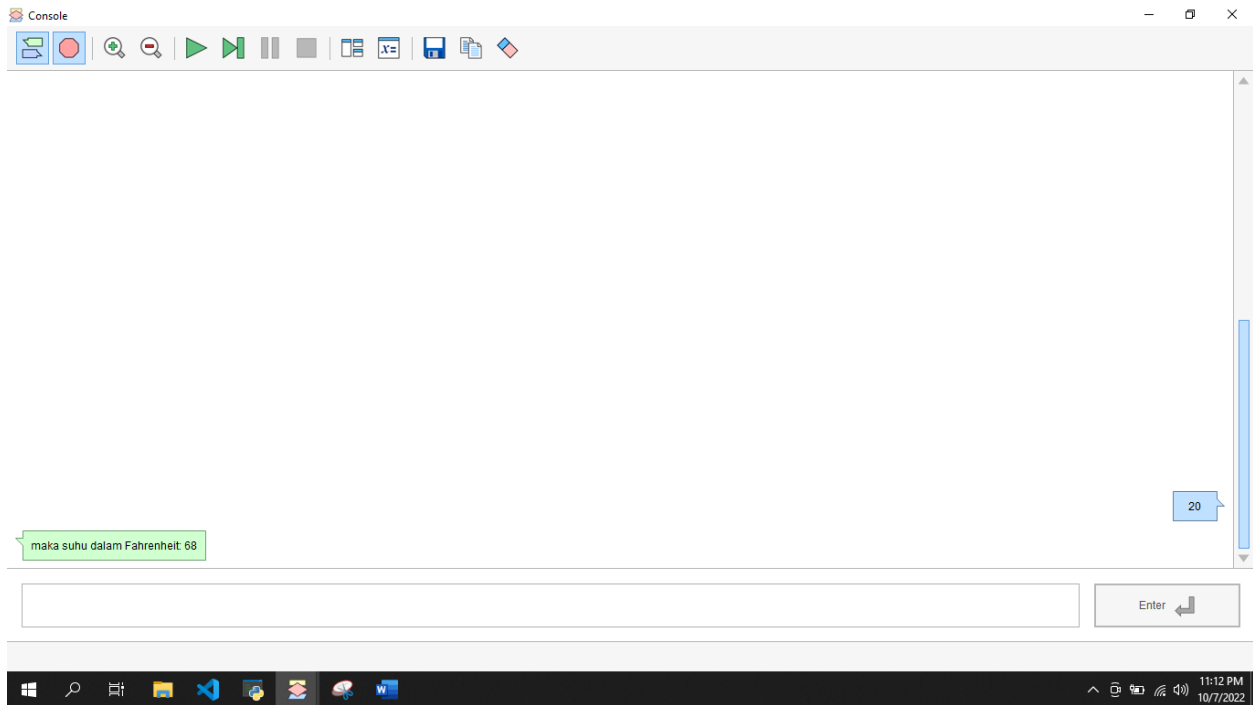 Console
x=
20
maka suhu dalam Fahrenheit: 68
Enter
W
11:12 PM
10/7/2022